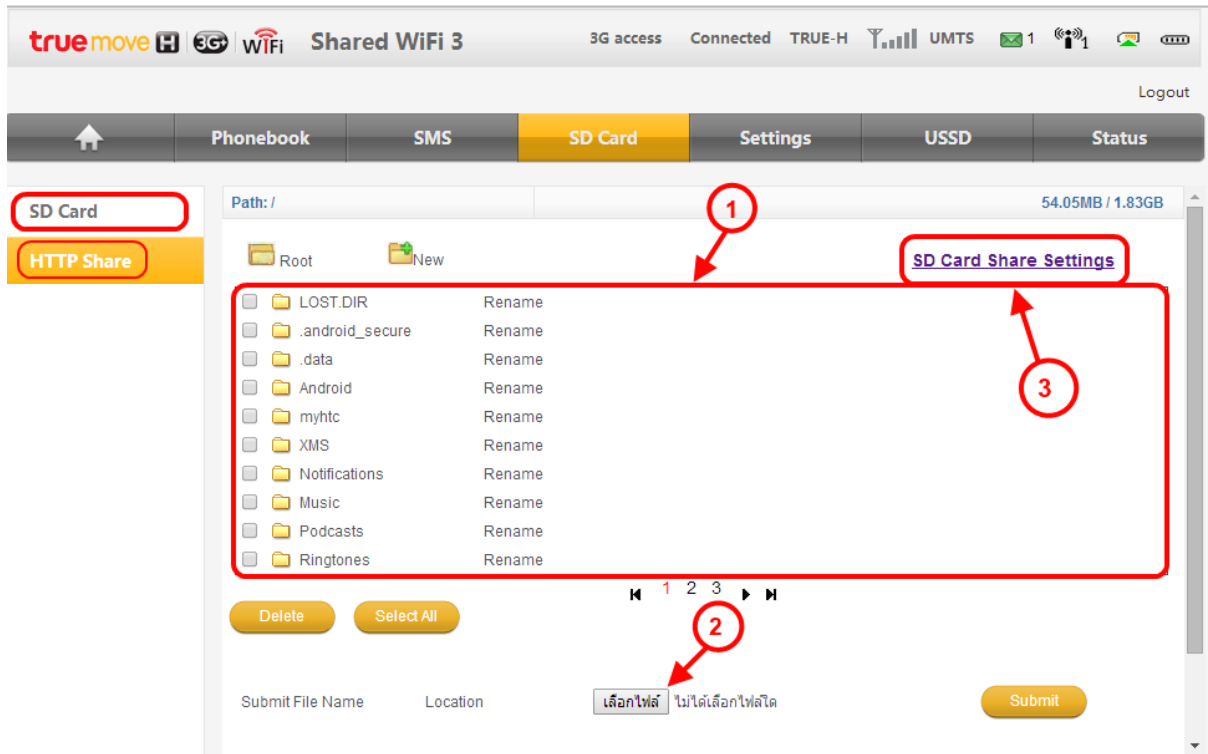 truemove H 3G+ WiFi Shared WiFi 3 3G access Connected TRUE-H UMTS 1 1
Logout
Phonebook SMS SD Card Settings USSD Status
SD Card
HTTP Share
Path: / 54.05MB / 1.83GB
1
Root New SD Card Share Settings
LOST.DIR Rename
.android_secure Rename
.data Rename
Android Rename
3
myhtc Rename
XMS Rename
Notifications Rename
Music Rename
Podcasts Rename
Ringtones Rename
1 2 3
Delete Select All
2
Submit File Name Location เลือกไฟล์ ไม่ได้เลือกไฟล์ใด Submit